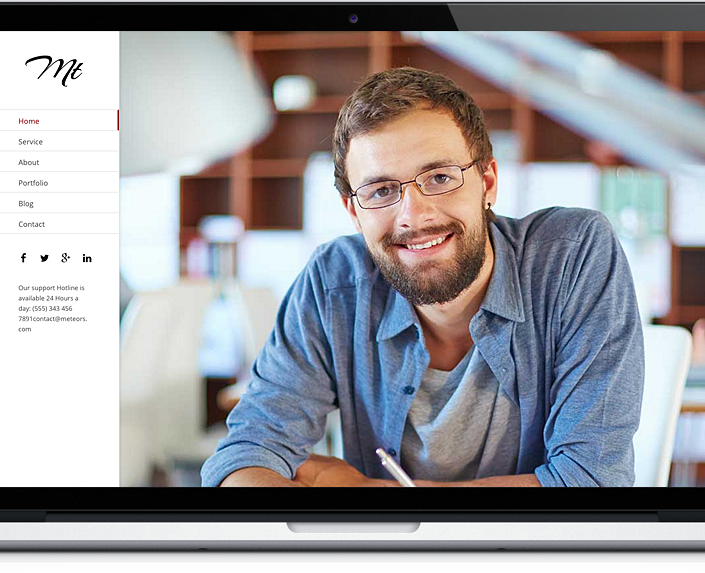 Mt
Home
Service
About
Portfolio
Blog
Contact
f g+ in
Our support Hotline is
available 24 Hours a
day: (555) 343 456
7891contact@meteors.
com